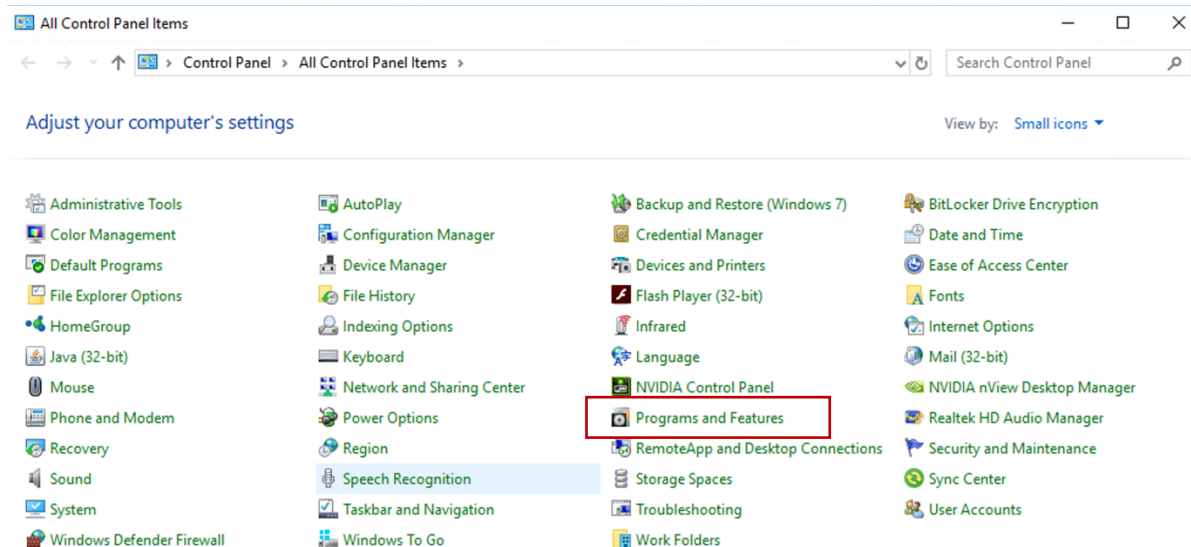 All Control Panel Items
Control Panel > All Control Panel Items >
Search Control Panel
Adjust your computer's settings
View by: Small icons
Administrative Tools
AutoPlay
Backup and Restore (Windows 7)
BitLocker Drive Encryption
Color Management
Configuration Manager
Credential Manager
Date and Time
Default Programs
Device Manager
Devices and Printers
Ease of Access Center
File Explorer Options
File History
Flash Player (32-bit)
Fonts
HomeGroup
Indexing Options
Infrared
Internet Options
Java (32-bit)
Keyboard
Language
Mail (32-bit)
Mouse
Network and Sharing Center
NVIDIA Control Panel
NVIDIA nView Desktop Manager
Phone and Modem
Power Options
Programs and Features
Realtek HD Audio Manager
Recovery
Region
RemoteApp and Desktop Connections
Security and Maintenance
Sound
Speech Recognition
Storage Spaces
Sync Center
System
Taskbar and Navigation
Troubleshooting
User Accounts
Windows Defender Firewall
Windows To Go
Work Folders